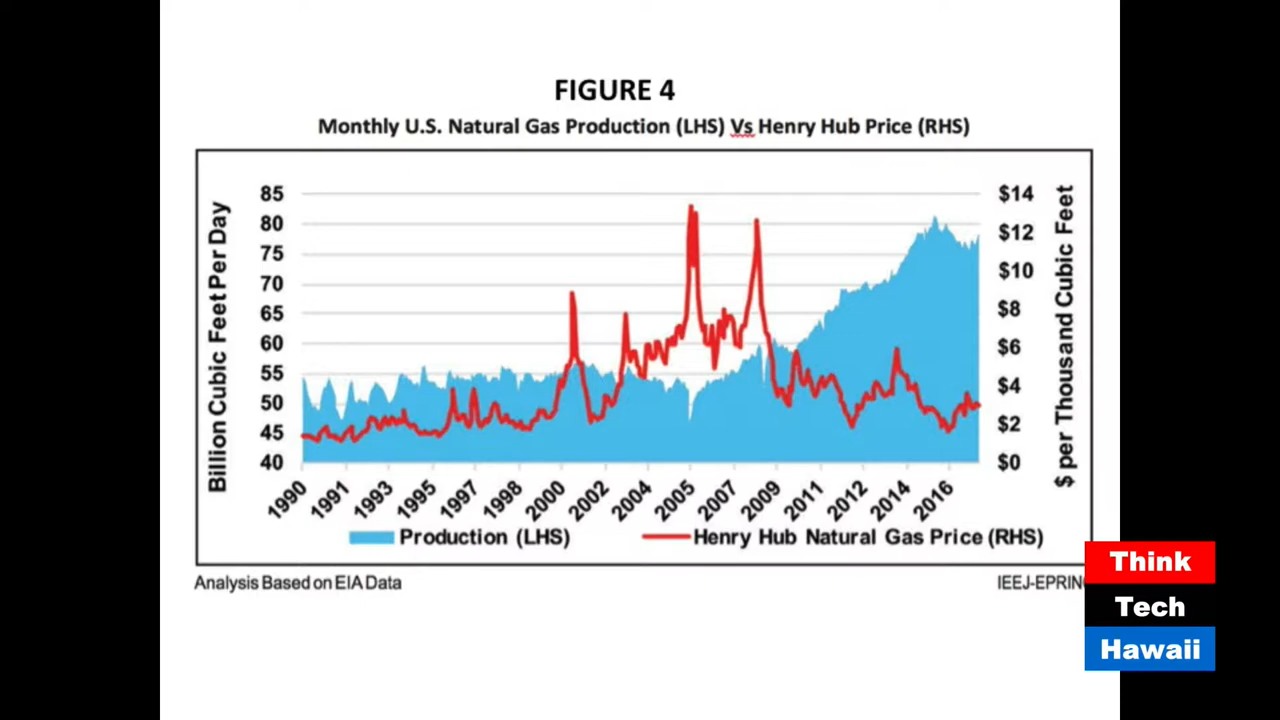 FIGURE 4
Monthly U.S. Natural Gas Production (LHS) Vs Henry Hub Price (RHS)
Billion Cubic Feet Per Day
85
80
75
70
65
60
55
50
45
40
$14
$12
$10
$8
$6
$4
$2
$0
$ per Thousand Cubic Feet
1990 1991 1993 1995 1997 1998 2000 2002 2004 2005 2007 2009 2011 2012 2014 2016
Production (LHS) Henry Hub Natural Gas Price (RHS)
Analysis Based on EIA Data IEEJ-EPRINC
Think
Tech
Hawaii